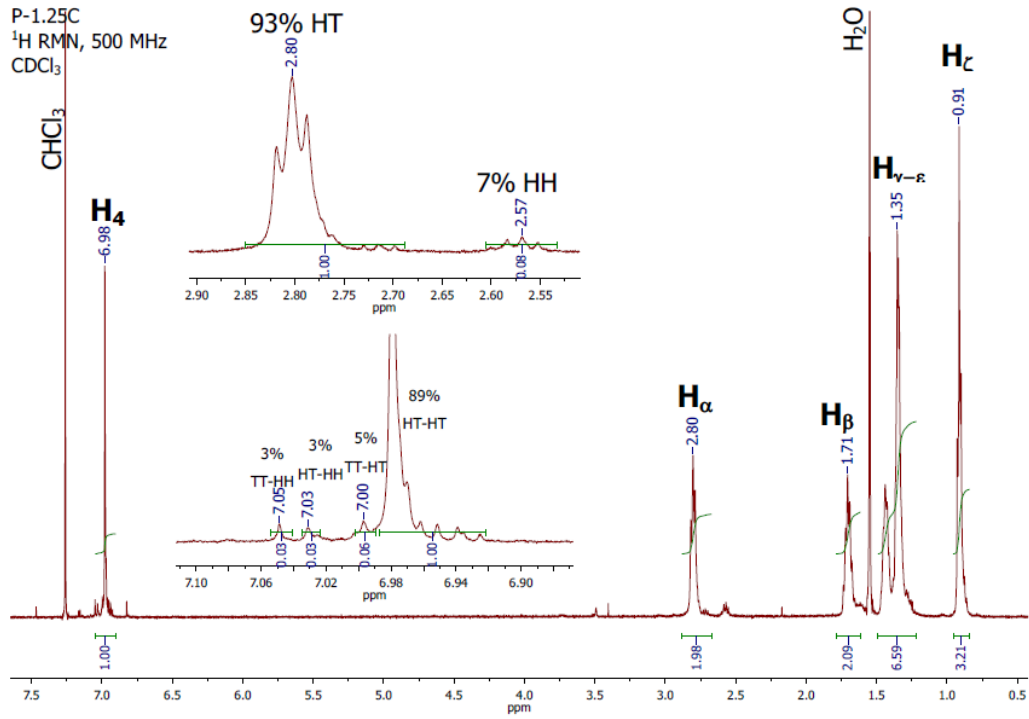 P-1.25C
¹H RMN, 500 MHz
CDCl₃
CHCl₃
H₄
6.98
93% HT
2.80
7% HH
2.57
1.00
0.08
2.90 2.85 2.80 2.75 2.70 2.65 2.60 2.55
ppm
89%
HT-HT
5%
TT-HT
3%
HT-HH
3%
TT-HH
7.05
7.03
7.00
0.03
0.03
0.06
1.00
7.10 7.06 7.02 6.98 6.94 6.90
ppm
Hα
2.80
Hβ
1.71
H₂O
Hγ-ε
1.35
Hζ
0.91
1.00
1.98
2.09
6.59
3.21
7.5 7.0 6.5 6.0 5.5 5.0 4.5 4.0 3.5 3.0 2.5 2.0 1.5 1.0 0.5
ppm